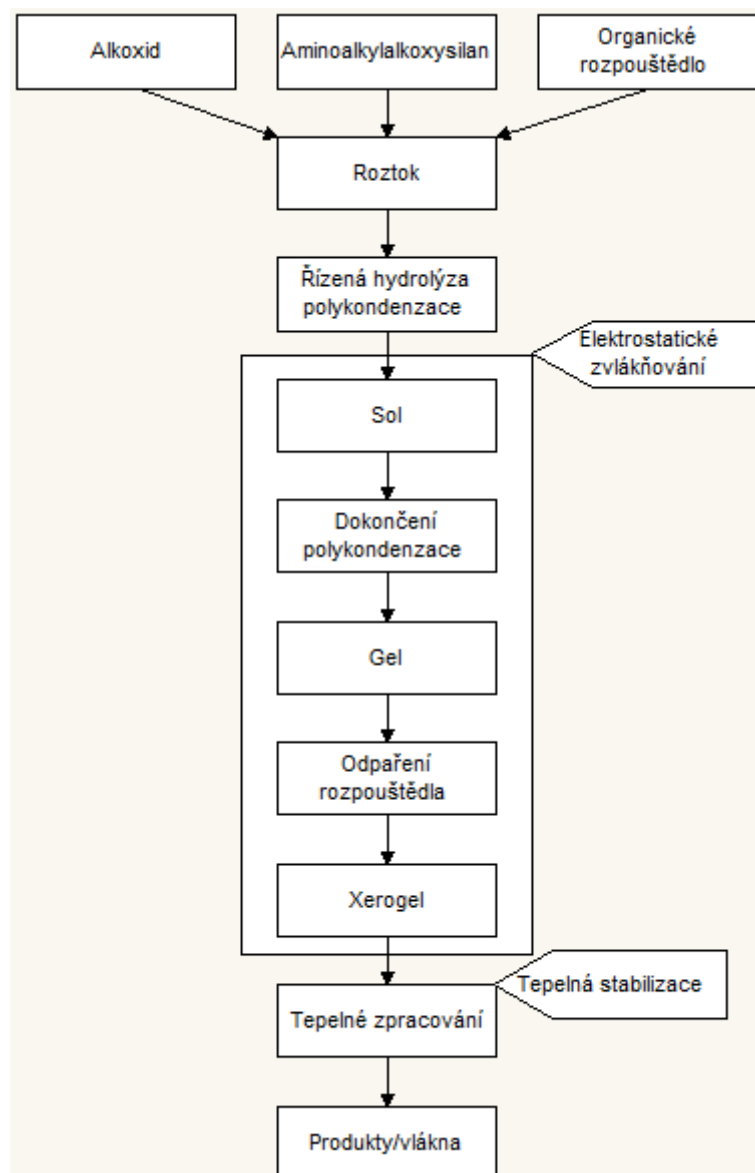 Alkoxid
Aminoalkylalkoxysilan
Organické
rozpouštědlo
Roztok
Řízená hydrolýza
polykondenzace
Elektrostatické
zvlákňování
Sol
Dokončení
polykondenzace
Gel
Odpaření
rozpouštědla
Xerogel
Tepelná stabilizace
Tepelné zpracování
Produkty/vlákna